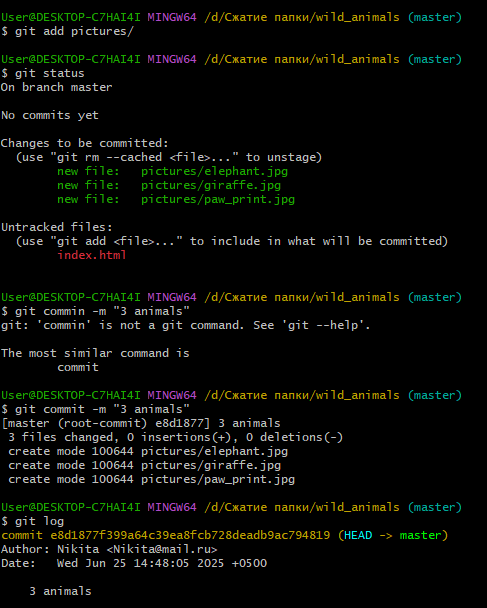 User@DESKTOP-C7HAI4I MINGW64 /d/Сжатие папки/wild_animals (master)
$ git add pictures/
User@DESKTOP-C7HAI4I MINGW64 /d/Сжатие папки/wild_animals (master)
$ git status
On branch master
No commits yet
Changes to be committed:
(use "git rm --cached <file>..." to unstage)
new file: pictures/elephant.jpg
new file: pictures/giraffe.jpg
new file: pictures/paw_print.jpg
Untracked files:
(use "git add <file>..." to include in what will be committed)
index.html
User@DESKTOP-C7HAI4I MINGW64 /d/Сжатие папки/wild_animals (master)
$ git commin -m "3 animals"
git: 'commin' is not a git command. See 'git --help'.
The most similar command is
commit
User@DESKTOP-C7HAI4I MINGW64 /d/Сжатие папки/wild_animals (master)
$ git commit -m "3 animals"
[master (root-commit) e8d1877] 3 animals
3 files changed, 0 insertions(+), 0 deletions(-)
create mode 100644 pictures/elephant.jpg
create mode 100644 pictures/giraffe.jpg
create mode 100644 pictures/paw_print.jpg
User@DESKTOP-C7HAI4I MINGW64 /d/Сжатие папки/wild_animals (master)
$ git log
commit e8d1877f399a64c39ea8fcb728deadb9ac794819 (HEAD -> master)
Author: Nikita <Nikita@mail.ru>
Date: Wed Jun 25 14:48:05 2025 +0500
3 animals